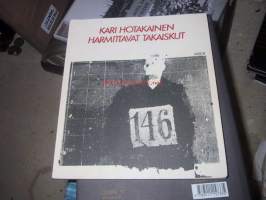 KARI HOTAKAINEN
HARMITTAVAT TAKAISKUT
146